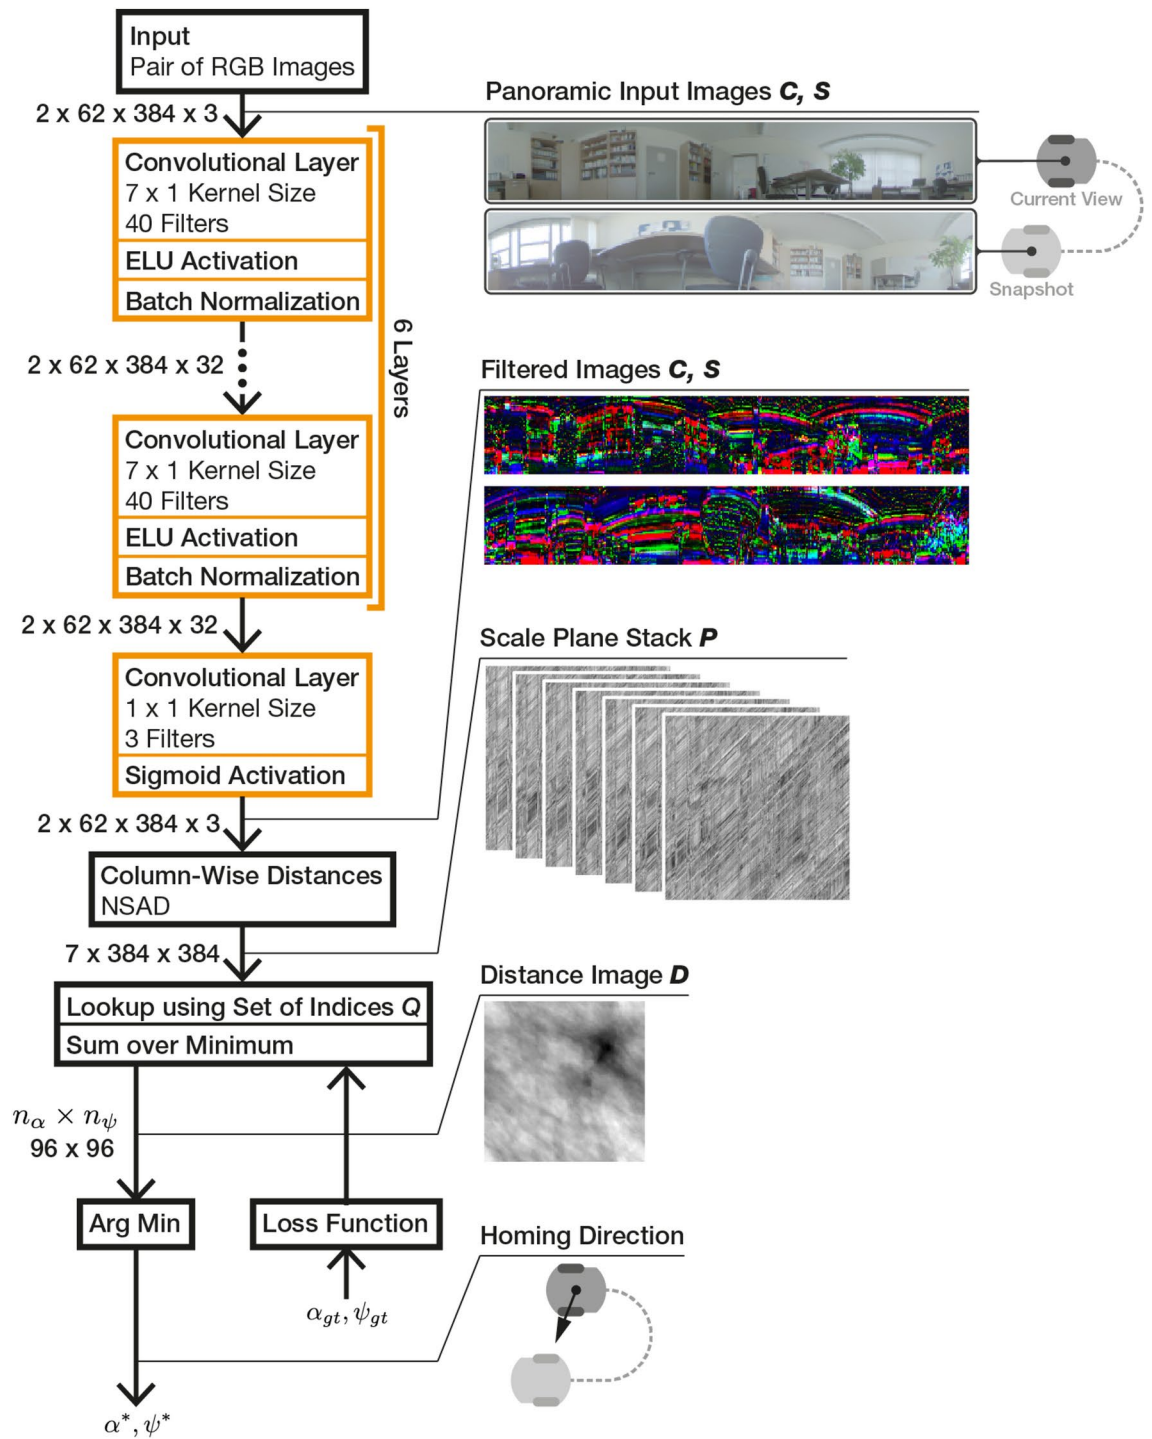 Input
Pair of RGB Images
2 x 62 x 384 x 3
Panoramic Input Images C, S
Convolutional Layer
7 x 1 Kernel Size
40 Filters
ELU Activation
Batch Normalization
Current View
Snapshot
6 Layers
2 x 62 x 384 x 32
Filtered Images C, S
Convolutional Layer
7 x 1 Kernel Size
40 Filters
ELU Activation
Batch Normalization
2 x 62 x 384 x 32
Scale Plane Stack P
Convolutional Layer
1 x 1 Kernel Size
3 Filters
Sigmoid Activation
2 x 62 x 384 x 3
Column-Wise Distances
NSAD
7 x 384 x 384
Distance Image D
Lookup using Set of Indices Q
Sum over Minimum
n_α × n_ψ
96 x 96
Arg Min
Loss Function
Homing Direction
α_gt, ψ_gt
α*, ψ*